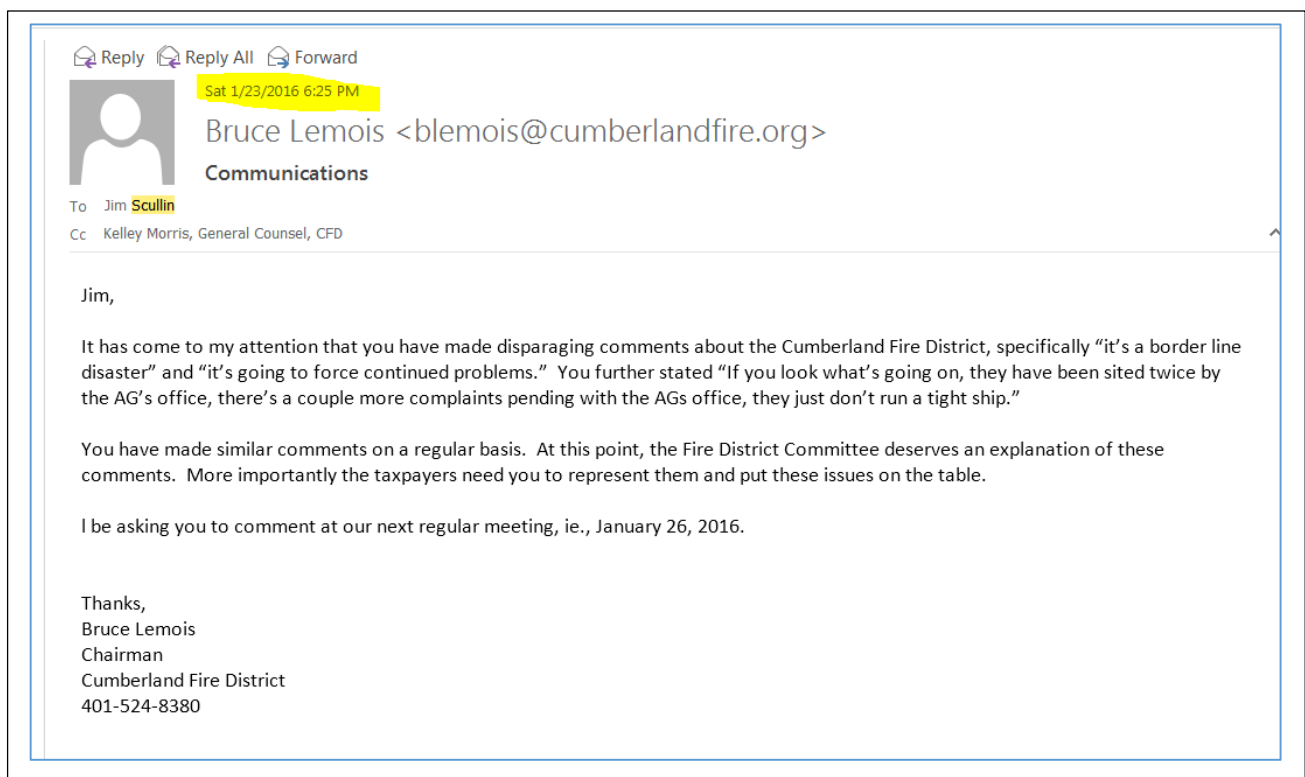 Reply Reply All Forward
Sat 1/23/2016 6:25 PM
Bruce Lemois <blemois@cumberlandfire.org>
Communications
To Jim Scullin
Cc Kelley Morris, General Counsel, CFD
Jim,
It has come to my attention that you have made disparaging comments about the Cumberland Fire District, specifically “it’s a border line
disaster” and “it’s going to force continued problems.” You further stated “If you look what’s going on, they have been sited twice by
the AG’s office, there’s a couple more complaints pending with the AGs office, they just don’t run a tight ship.”
You have made similar comments on a regular basis. At this point, the Fire District Committee deserves an explanation of these
comments. More importantly the taxpayers need you to represent them and put these issues on the table.
I be asking you to comment at our next regular meeting, ie., January 26, 2016.
Thanks,
Bruce Lemois
Chairman
Cumberland Fire District
401-524-8380